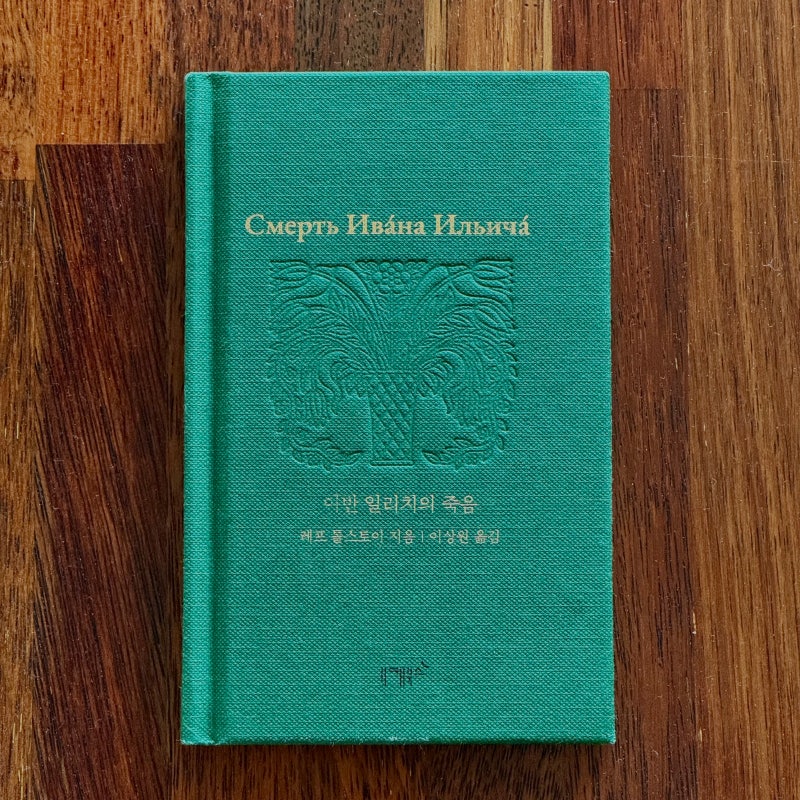 Смерть Ива́на Ильича́
이반 일리치의 죽음
레프 톨스토이 지음 | 이상원 옮김